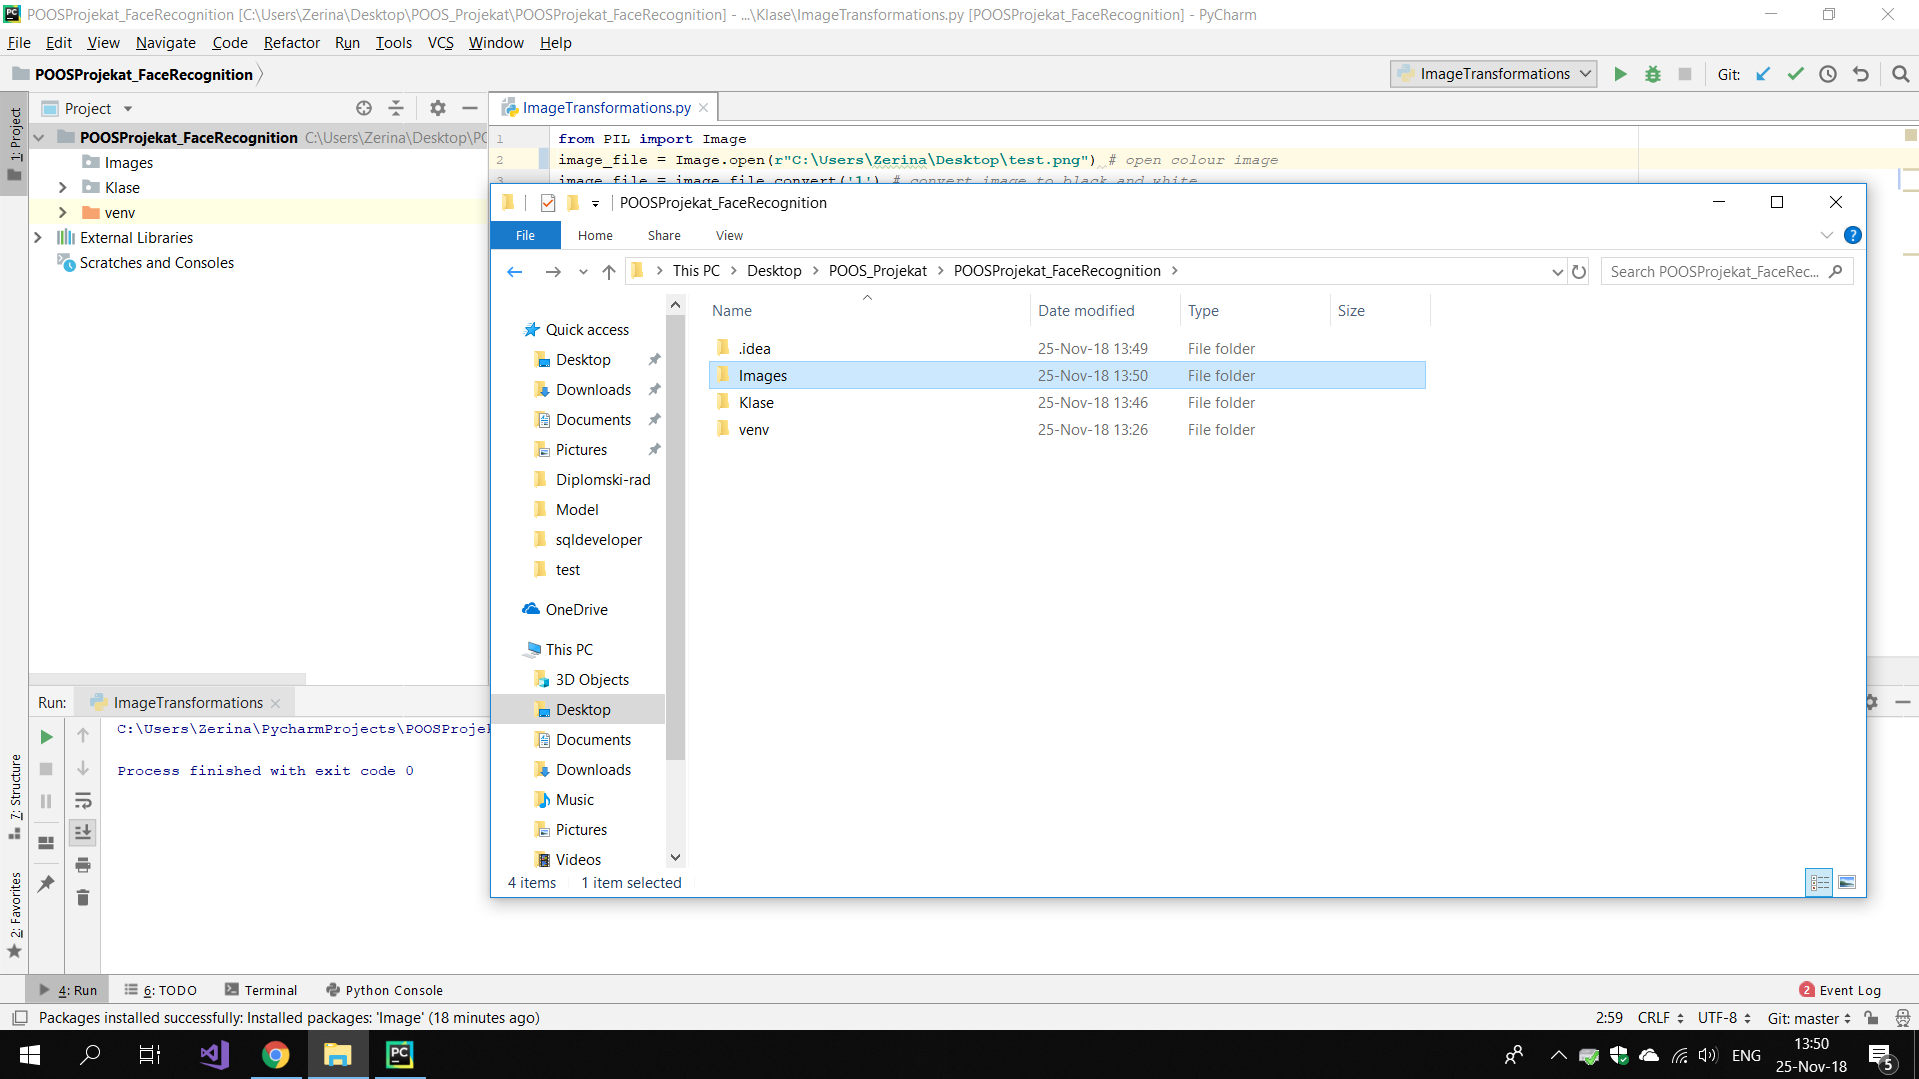 POOSProjekat_FaceRecognition [C:\Users\Zerina\Desktop\POOS_Projekat\POOSProjekat_FaceRecognition] - ...\Klase\ImageTransformations.py [POOSProjekat_FaceRecognition] - PyCharm
File Edit View Navigate Code Refactor Run Tools VCS Window Help
POOSProjekat_FaceRecognition
ImageTransformations
Git:
1: Project
Project
ImageTransformations.py
POOSProjekat_FaceRecognition C:\Users\Zerina\Desktop\PO
Images
Klase
venv
External Libraries
Scratches and Consoles
1 from PIL import Image
2 image_file = Image.open(r"C:\Users\Zerina\Desktop\test.png") # open colour image
3 image_file = image_file.convert('1') # convert image to black and white
POOSProjekat_FaceRecognition
File Home Share View
This PC Desktop POOS_Projekat POOSProjekat_FaceRecognition
Search POOSProjekat_FaceRec...
Name Date modified Type Size
.idea 25-Nov-18 13:49 File folder
Images 25-Nov-18 13:50 File folder
Klase 25-Nov-18 13:46 File folder
venv 25-Nov-18 13:26 File folder
Quick access
Desktop
Downloads
Documents
Pictures
Diplomski-rad
Model
sqldeveloper
test
OneDrive
This PC
3D Objects
Desktop
Documents
Downloads
Music
Pictures
Videos
4 items 1 item selected
Run: ImageTransformations
C:\Users\Zerina\PycharmProjects\POOSProjek
Process finished with exit code 0
7: Structure
2: Favorites
4: Run 6: TODO Terminal Python Console
2 Event Log
Packages installed successfully: Installed packages: 'Image' (18 minutes ago)
2:59 CRLF UTF-8 Git: master
ENG
13:50
25-Nov-18
5